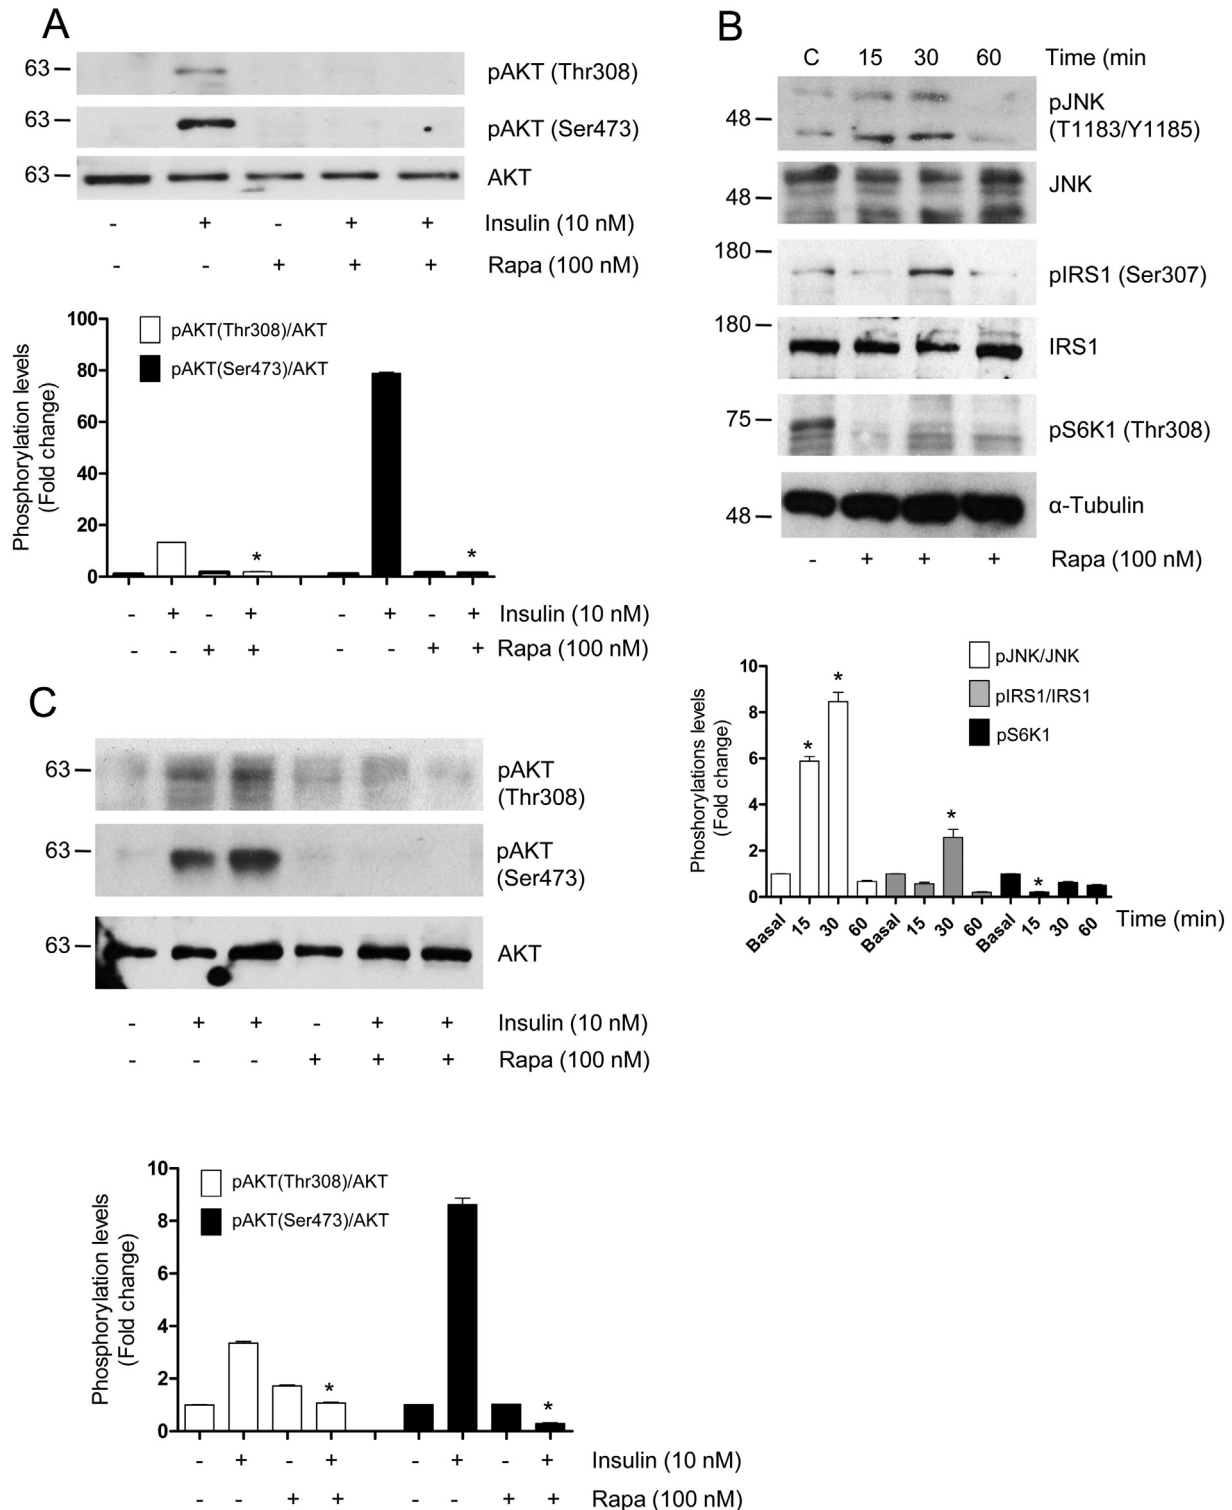 A
63
pAKT (Thr308)
63
pAKT (Ser473)
63
AKT
- + - + + Insulin (10 nM)
- - + + + Rapa (100 nM)
100
80
60
40
20
0
Phosphorylation levels
(Fold change)
pAKT(Thr308)/AKT
pAKT(Ser473)/AKT
*
*
- + - + - + - + Insulin (10 nM)
- - + + - - + + Rapa (100 nM)
B
C 15 30 60 Time (min
48
pJNK
(T1183/Y1185)
48
JNK
180
pIRS1 (Ser307)
180
IRS1
75
pS6K1 (Thr308)
48
α-Tubulin
- + + + Rapa (100 nM)
pJNK/JNK
pIRS1/IRS1
pS6K1
10
8
6
4
2
0
Phoshorylations levels
(Fold change)
*
*
*
*
Basal 15 30 60 Basal 15 30 60 Basal 15 30 60 Time (min)
C
63
pAKT
(Thr308)
63
pAKT
(Ser473)
63
AKT
- + + - + + Insulin (10 nM)
- - - + + + Rapa (100 nM)
10
8
6
4
2
0
Phosphorylation levels
(Fold change)
pAKT(Thr308)/AKT
pAKT(Ser473)/AKT
*
*
- + - + - + - + Insulin (10 nM)
- - + + - - + + Rapa (100 nM)